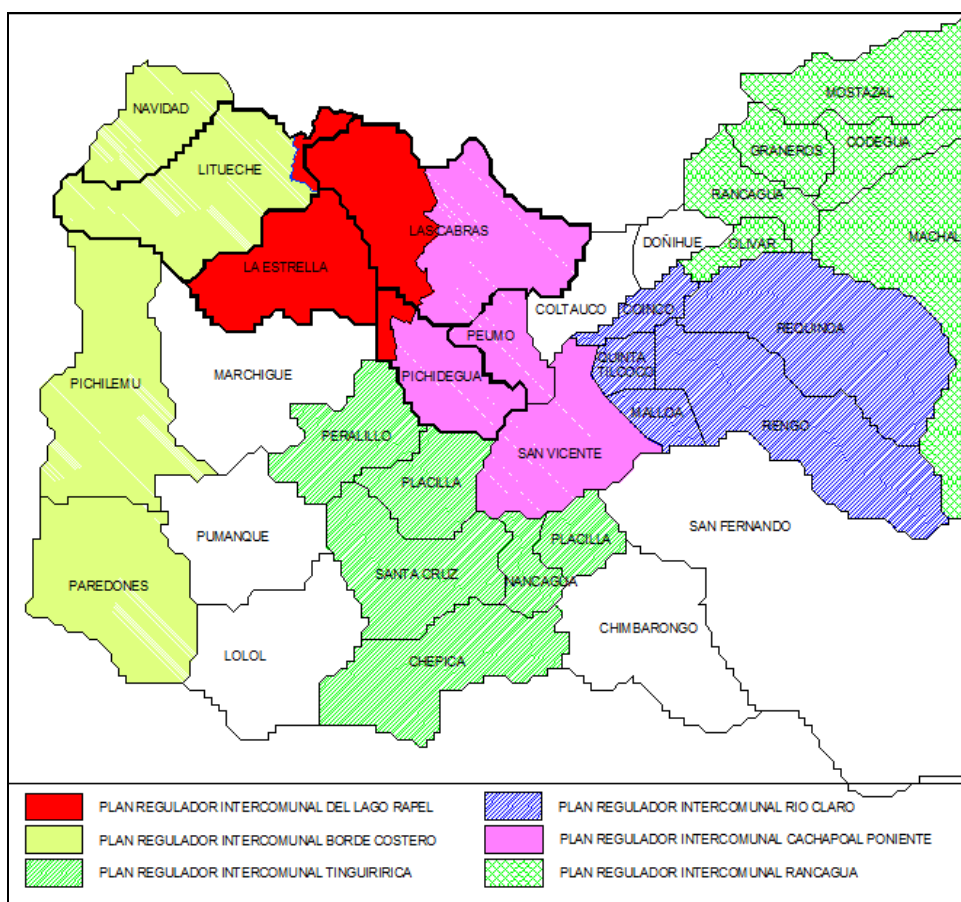 MOSTAZAL
NAVIDAD
CODEGUA
GRANEROS
LITUECHE
RANCAGUA
LAS CABRAS
DOÑIHUE
OLIVAR
MACHAL
LA ESTRELLA
COLTAUCO
COINCO
REQUINOA
PEUMO
QUINTA
TILCOCO
MARCHIGUE
PICHIDEGUA
PICHILEMU
MALLOA
RENGO
PERALILLO
SAN VICENTE
PLACILLA
SAN FERNANDO
PUMANQUE
PLACILLA
PAREDONES
SANTA CRUZ
NANCAGUA
CHIMBARONGO
LOLOL
CHEPICA
PLAN REGULADOR INTERCOMUNAL DEL LAGO RAPEL
PLAN REGULADOR INTERCOMUNAL RIO CLARO
PLAN REGULADOR INTERCOMUNAL BORDE COSTERO
PLAN REGULADOR INTERCOMUNAL CACHAPOAL PONIENTE
PLAN REGULADOR INTERCOMUNAL TINGUIRIRICA
PLAN REGULADOR INTERCOMUNAL RANCAGUA